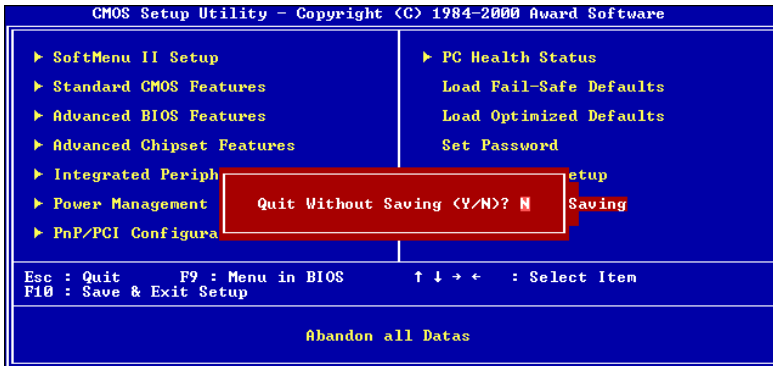 CMOS Setup Utility - Copyright (C) 1984-2000 Award Software
▶ SoftMenu II Setup
▶ Standard CMOS Features
▶ Advanced BIOS Features
▶ Advanced Chipset Features
▶ Integrated Periph
▶ Power Management
▶ PnP/PCI Configura
▶ PC Health Status
Load Fail-Safe Defaults
Load Optimized Defaults
Set Password
etup
Saving
Quit Without Saving (Y/N)? N
Esc : Quit F9 : Menu in BIOS ↑ ↓ → ← : Select Item
F10 : Save & Exit Setup
Abandon all Datas